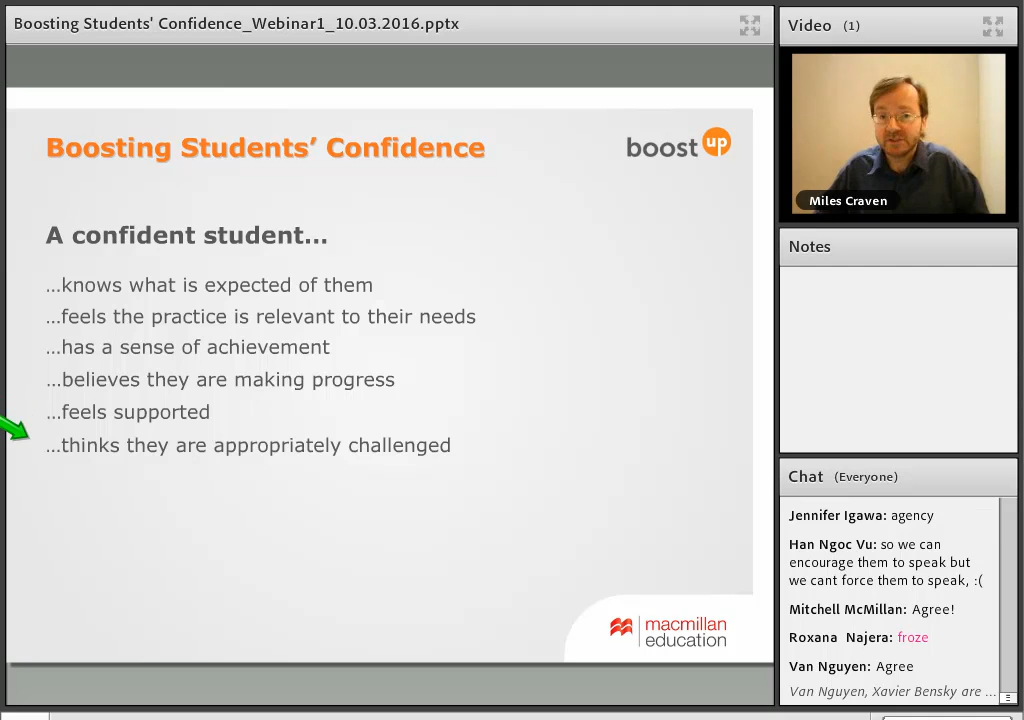 Boosting Students' Confidence_Webinar1_10.03.2016.pptx
Boosting Students’ Confidence
boost up
A confident student...
...knows what is expected of them
...feels the practice is relevant to their needs
...has a sense of achievement
...believes they are making progress
...feels supported
...thinks they are appropriately challenged
macmillan
education
Video (1)
Miles Craven
Notes
Chat (Everyone)
Jennifer Igawa: agency
Han Ngoc Vu: so we can
encourage them to speak but
we cant force them to speak, :(
Mitchell McMillan: Agree!
Roxana Najera: froze
Van Nguyen: Agree
Van Nguyen, Xavier Bensky are ...